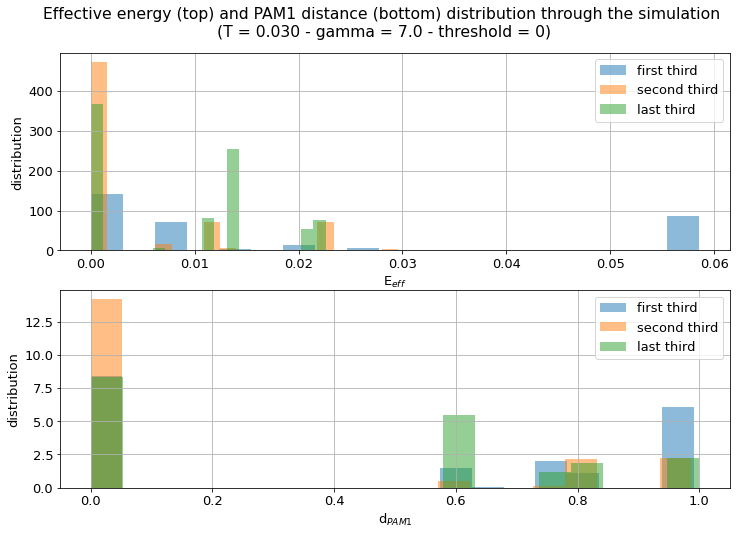 Effective energy (top) and PAM1 distance (bottom) distribution through the simulation
(T = 0.030 - gamma = 7.0 - threshold = 0)
first third
second third
last third
distribution
400
300
200
100
0
0.00 0.01 0.02 0.03 0.04 0.05 0.06
E_eff
first third
second third
last third
distribution
12.5
10.0
7.5
5.0
2.5
0.0
0.0 0.2 0.4 0.6 0.8 1.0
d_PAM1